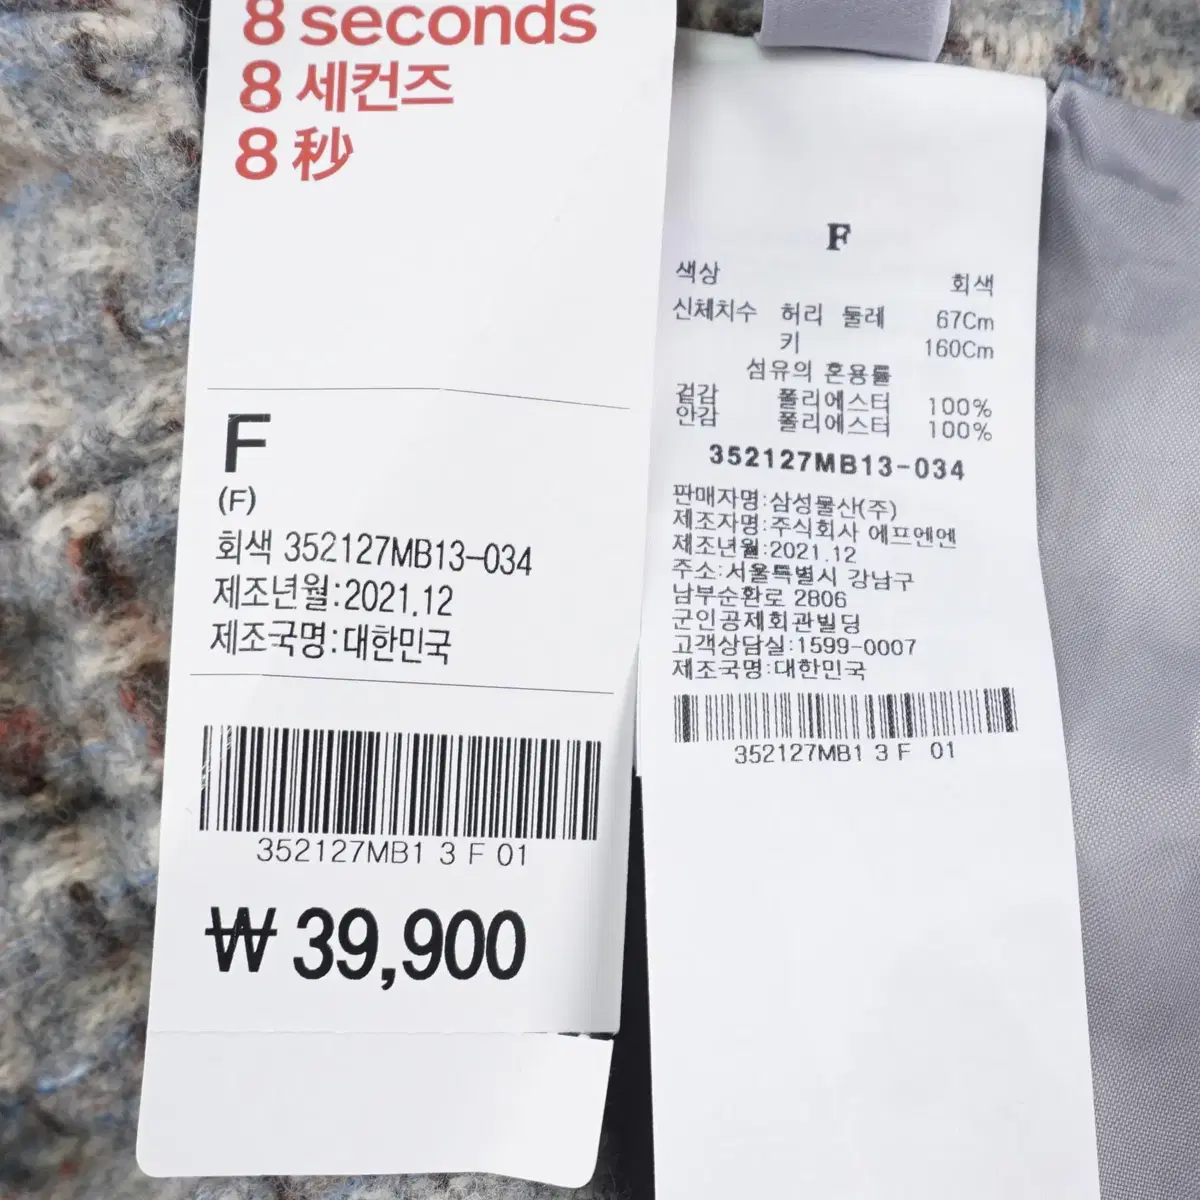 8 seconds
8 세컨즈
8 秒
F
(F)
회색 352127MB13-034
제조년월:2021.12
제조국명:대한민국
352127MB1 3 F 01
₩ 39,900
F
색상 회색
신체치수 허리 둘레 67Cm
키 160Cm
섬유의 혼용률
겉감 폴리에스터 100%
안감 폴리에스터 100%
352127MB13-034
판매자명:삼성물산(주)
제조자명:주식회사 에프엔엔
제조년월:2021.12
주소:서울특별시 강남구
남부순환로 2806
군인공제회관빌딩
고객상담실:1599-0007
제조국명:대한민국
352127MB1 3 F 01